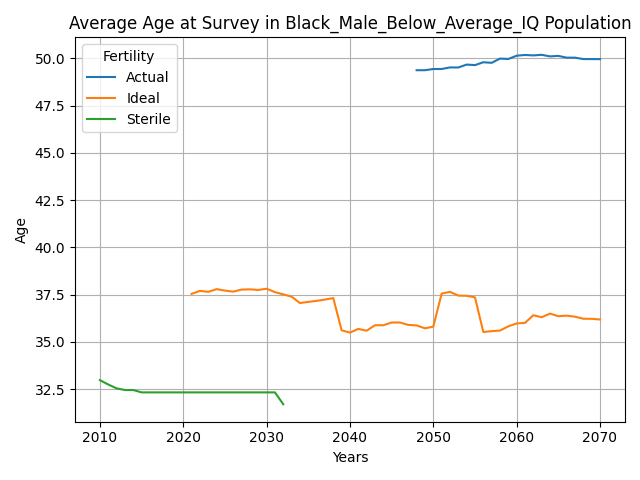 Average Age at Survey in Black_Male_Below_Average_IQ Population
Fertility
Actual
Ideal
Sterile
50.0
47.5
45.0
42.5
40.0
37.5
35.0
32.5
Age
2010 2020 2030 2040 2050 2060 2070
Years